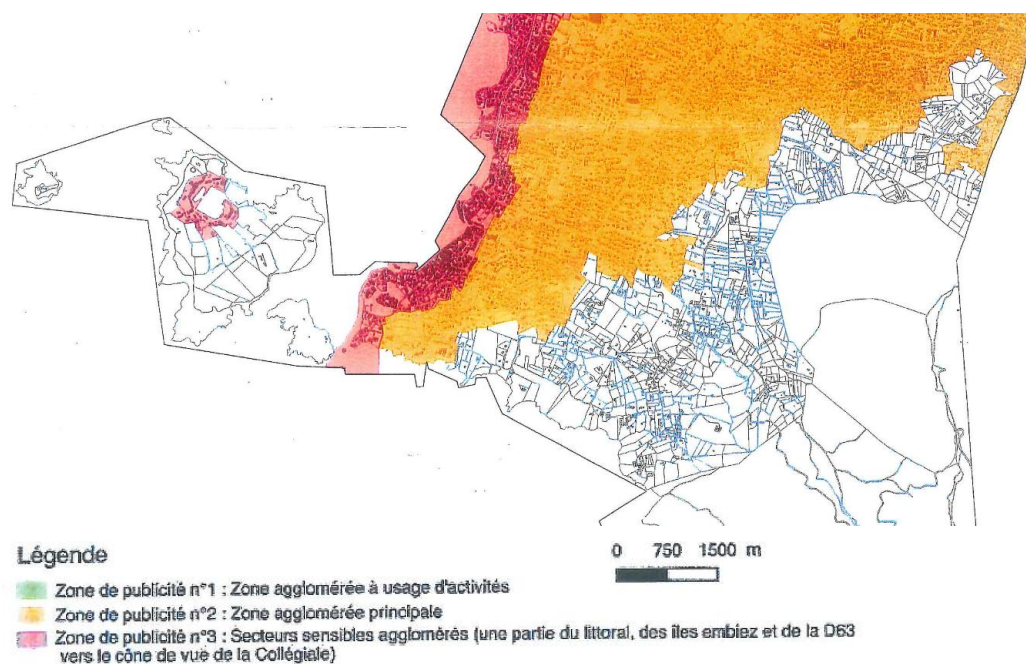 Légende
0 750 1500 m
Zone de publicité n°1 : Zone agglomérée à usage d'activités
Zone de publicité n°2 : Zone agglomérée principale
Zone de publicité n°3 : Secteurs sensibles agglomérés (une partie du littoral, des îles embiez et de la D63
vers le cône de vue de la Collégiale)